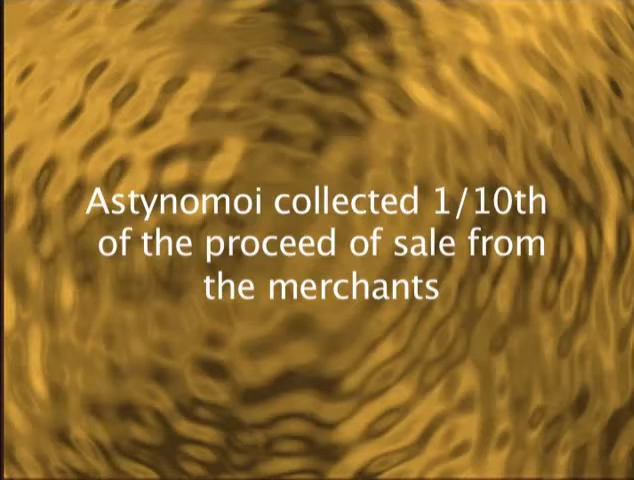 Astynomoi collected 1/10th
of the proceed of sale from
the merchants